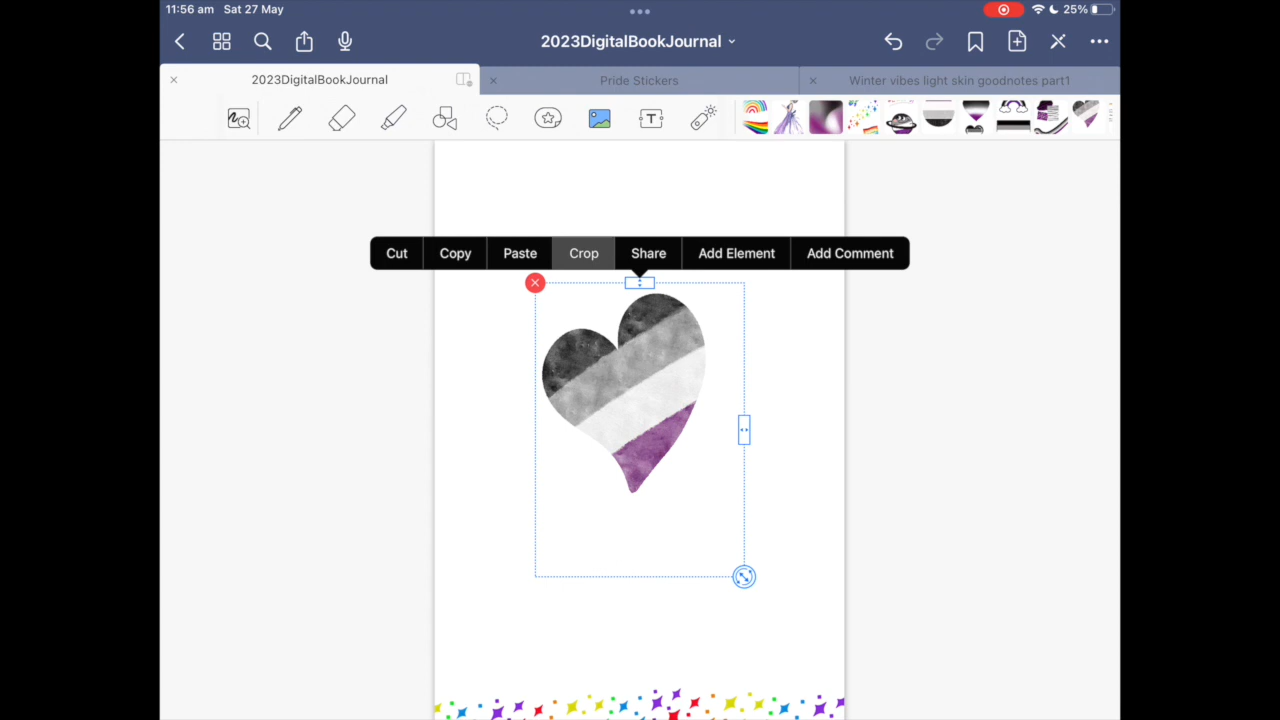 11:56 am Sat 27 May 25%
2023DigitalBookJournal
2023DigitalBookJournal Pride Stickers Winter vibes light skin goodnotes part1
T
Cut Copy Paste Crop Share Add Element Add Comment